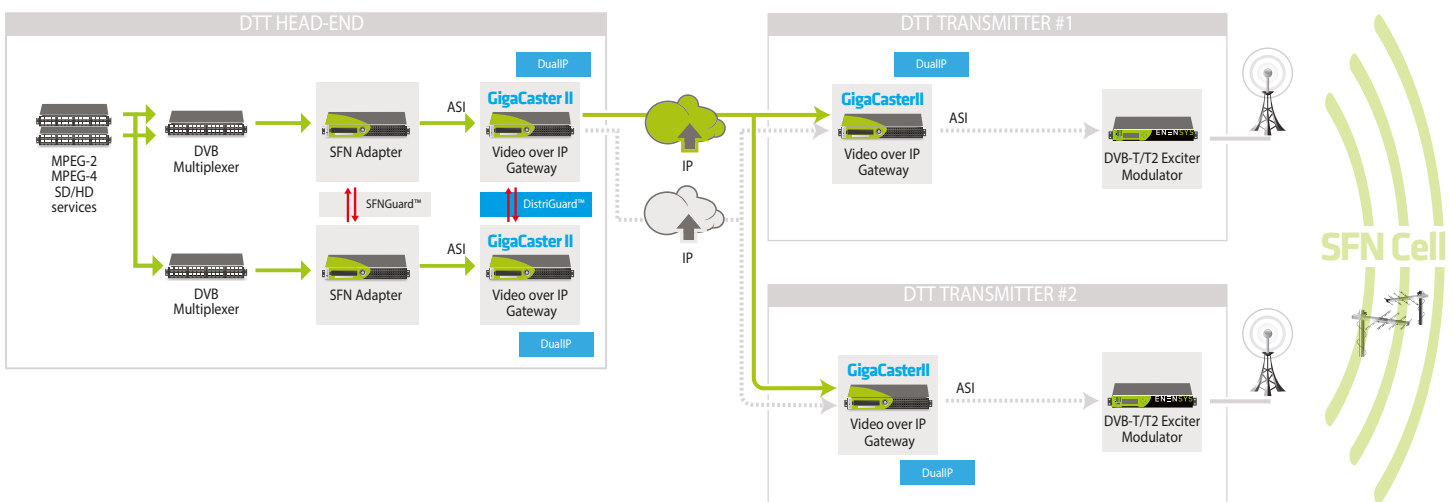 DTT HEAD-END
DualIP
GigaCaster II
ASI
MPEG-2
MPEG-4
SD/HD
services
DVB
Multiplexer
SFN Adapter
Video over IP
Gateway
SFNGuard™
DistriGuard™
GigaCaster II
ASI
DVB
Multiplexer
SFN Adapter
Video over IP
Gateway
DualIP
IP
IP
DTT TRANSMITTER #1
DualIP
GigaCasterII
ASI
Video over IP
Gateway
ENENSYS
DVB-T/T2 Exciter
Modulator
DTT TRANSMITTER #2
GigaCasterII
ASI
Video over IP
Gateway
ENENSYS
DVB-T/T2 Exciter
Modulator
DualIP
SFN Cell